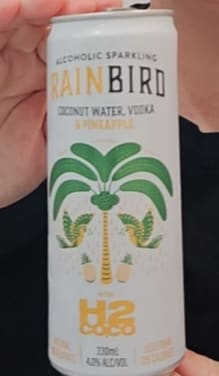 ALCOHOLIC SPARKLING
RAINBIRD
COCONUT WATER, VODKA
& PINEAPPLE
WITH
H2
COCO
330mL
4.0% ALC/VOL